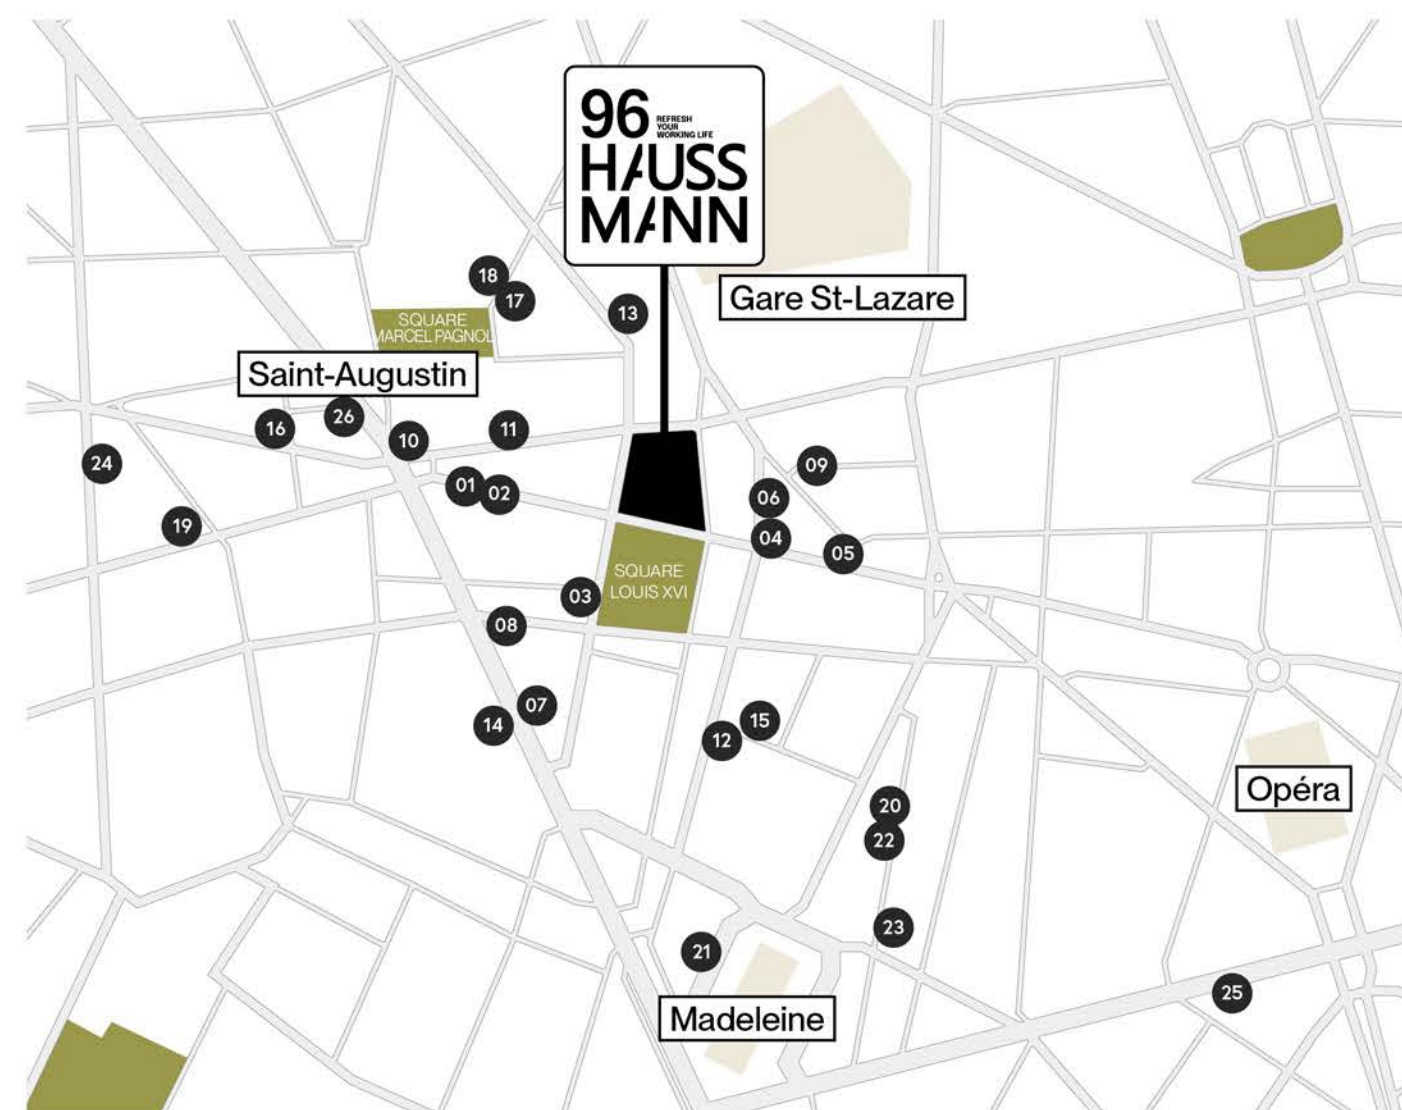 96
REFRESH
YOUR
WORKING LIFE
HAUSS
MANN
18
17
13
Gare St-Lazare
SQUARE
MARCEL PAGNOL
Saint-Augustin
26
16
10
11
24
01
02
09
06
19
04
05
SQUARE
LOUIS XVI
03
08
07
14
15
12
Opéra
20
22
23
21
25
Madeleine